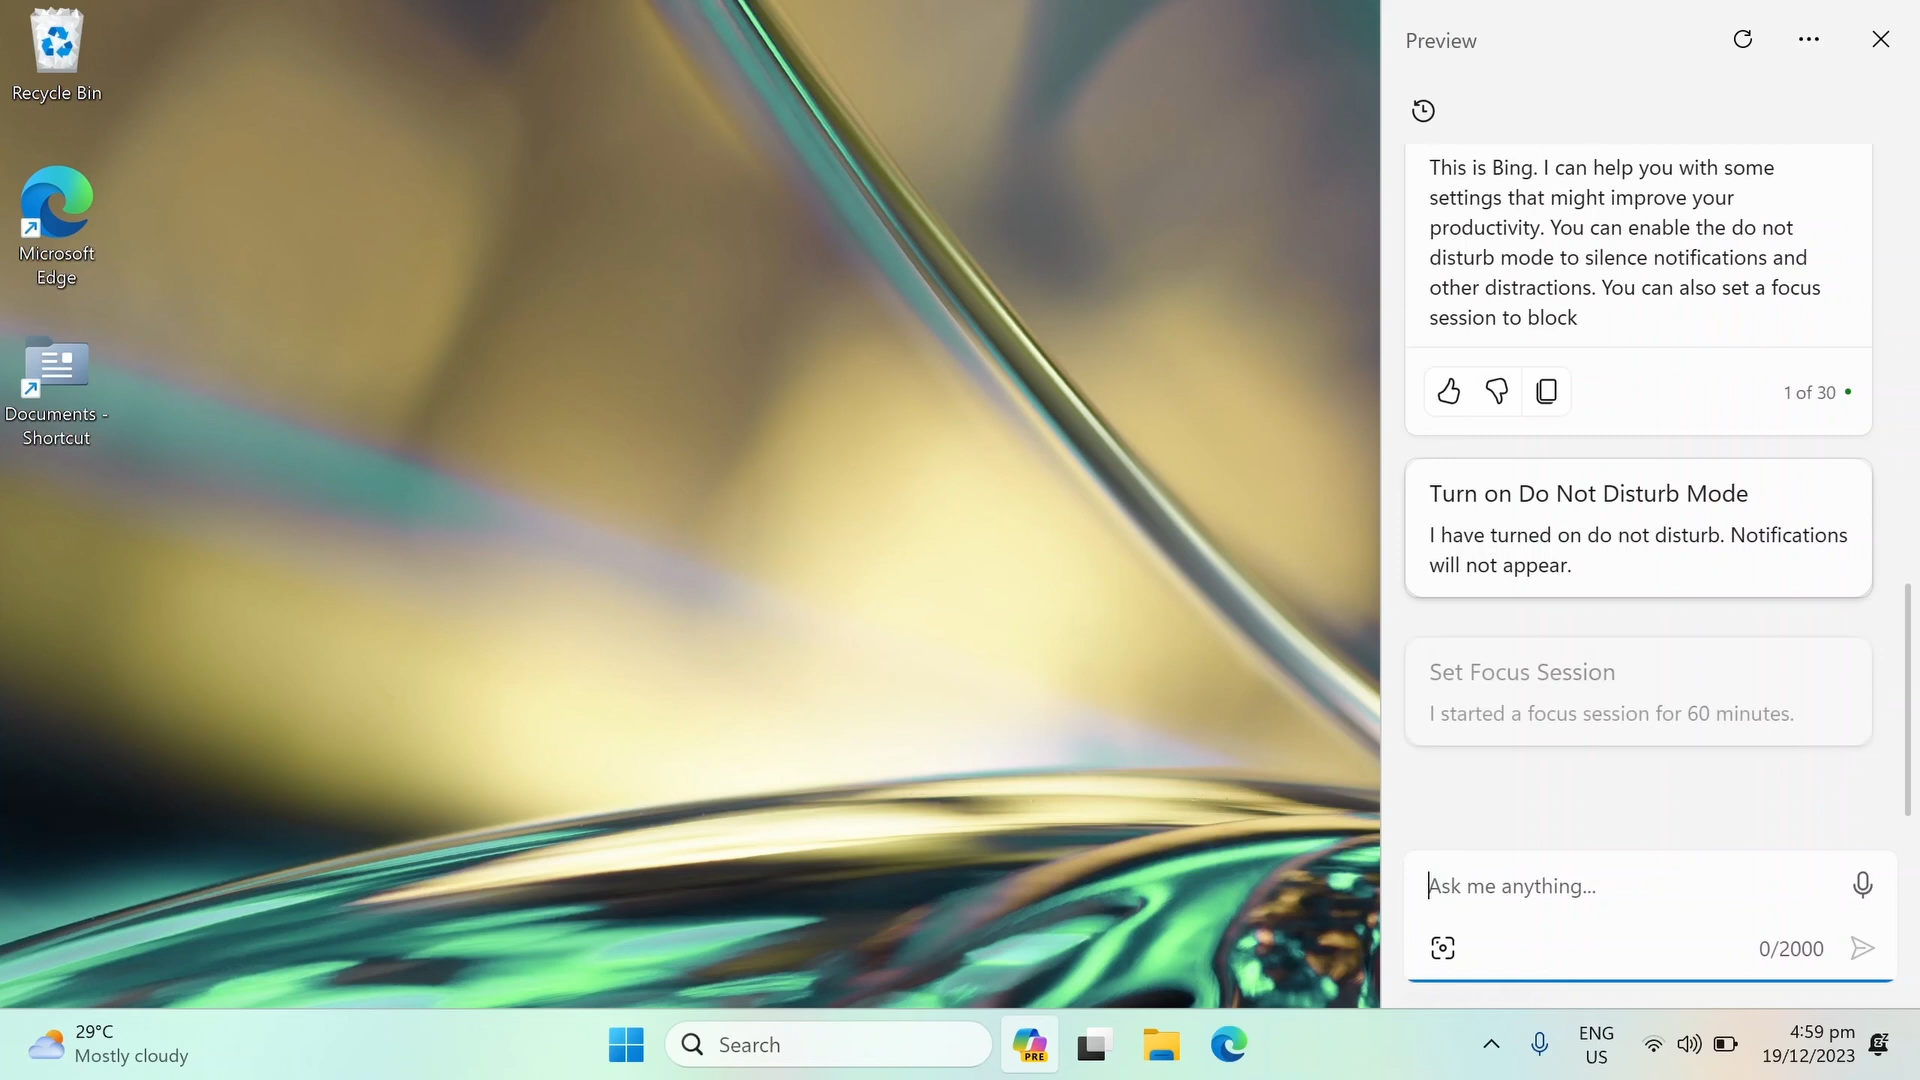 Recycle Bin
Microsoft
Edge
Documents -
Shortcut
Preview
This is Bing. I can help you with some
settings that might improve your
productivity. You can enable the do not
disturb mode to silence notifications and
other distractions. You can also set a focus
session to block
1 of 30
Turn on Do Not Disturb Mode
I have turned on do not disturb. Notifications
will not appear.
Set Focus Session
I started a focus session for 60 minutes.
Ask me anything...
0/2000
29°C
Mostly cloudy
Search
PRE
ENG
US
4:59 pm
19/12/2023